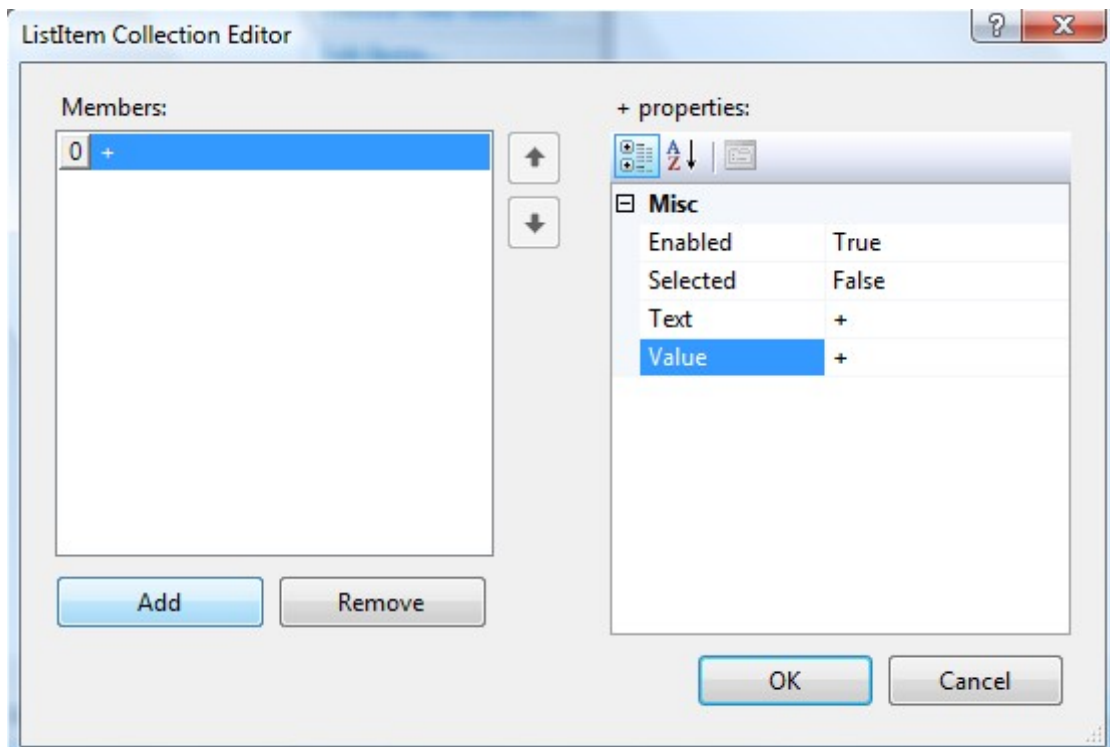 ListItem Collection Editor
?
X
Members:
0 +
+ properties:
A Z
Misc
Enabled True
Selected False
Text +
Value +
Add
Remove
OK
Cancel